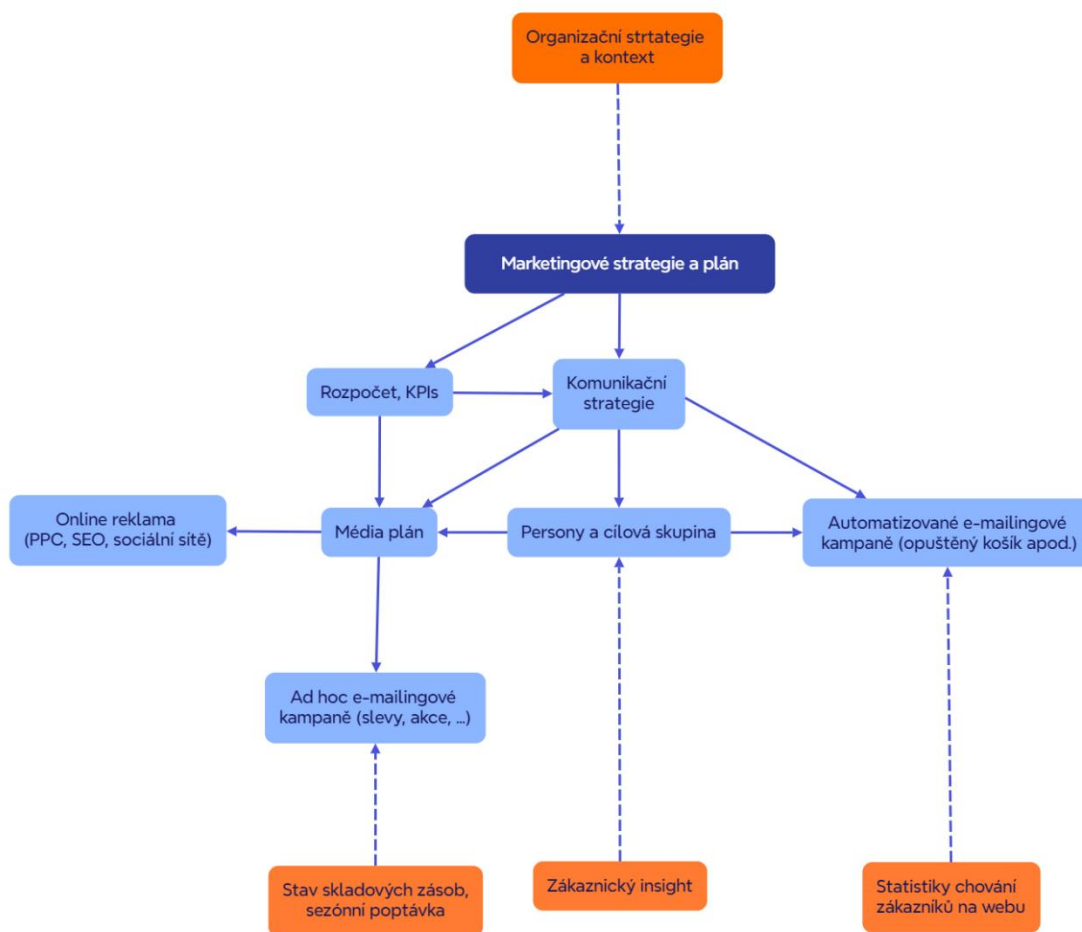 Organizační strtategie
a kontext
Marketingové strategie a plán
Rozpočet, KPIs
Komunikační
strategie
Online reklama
(PPC, SEO, sociální sítě)
Média plán
Persony a cílová skupina
Automatizované e-mailingové
kampaně (opuštěný košík apod.)
Ad hoc e-mailingové
kampaně (slevy, akce, ...)
Stav skladových zásob,
sezónní poptávka
Zákaznický insight
Statistiky chování
zákazníků na webu